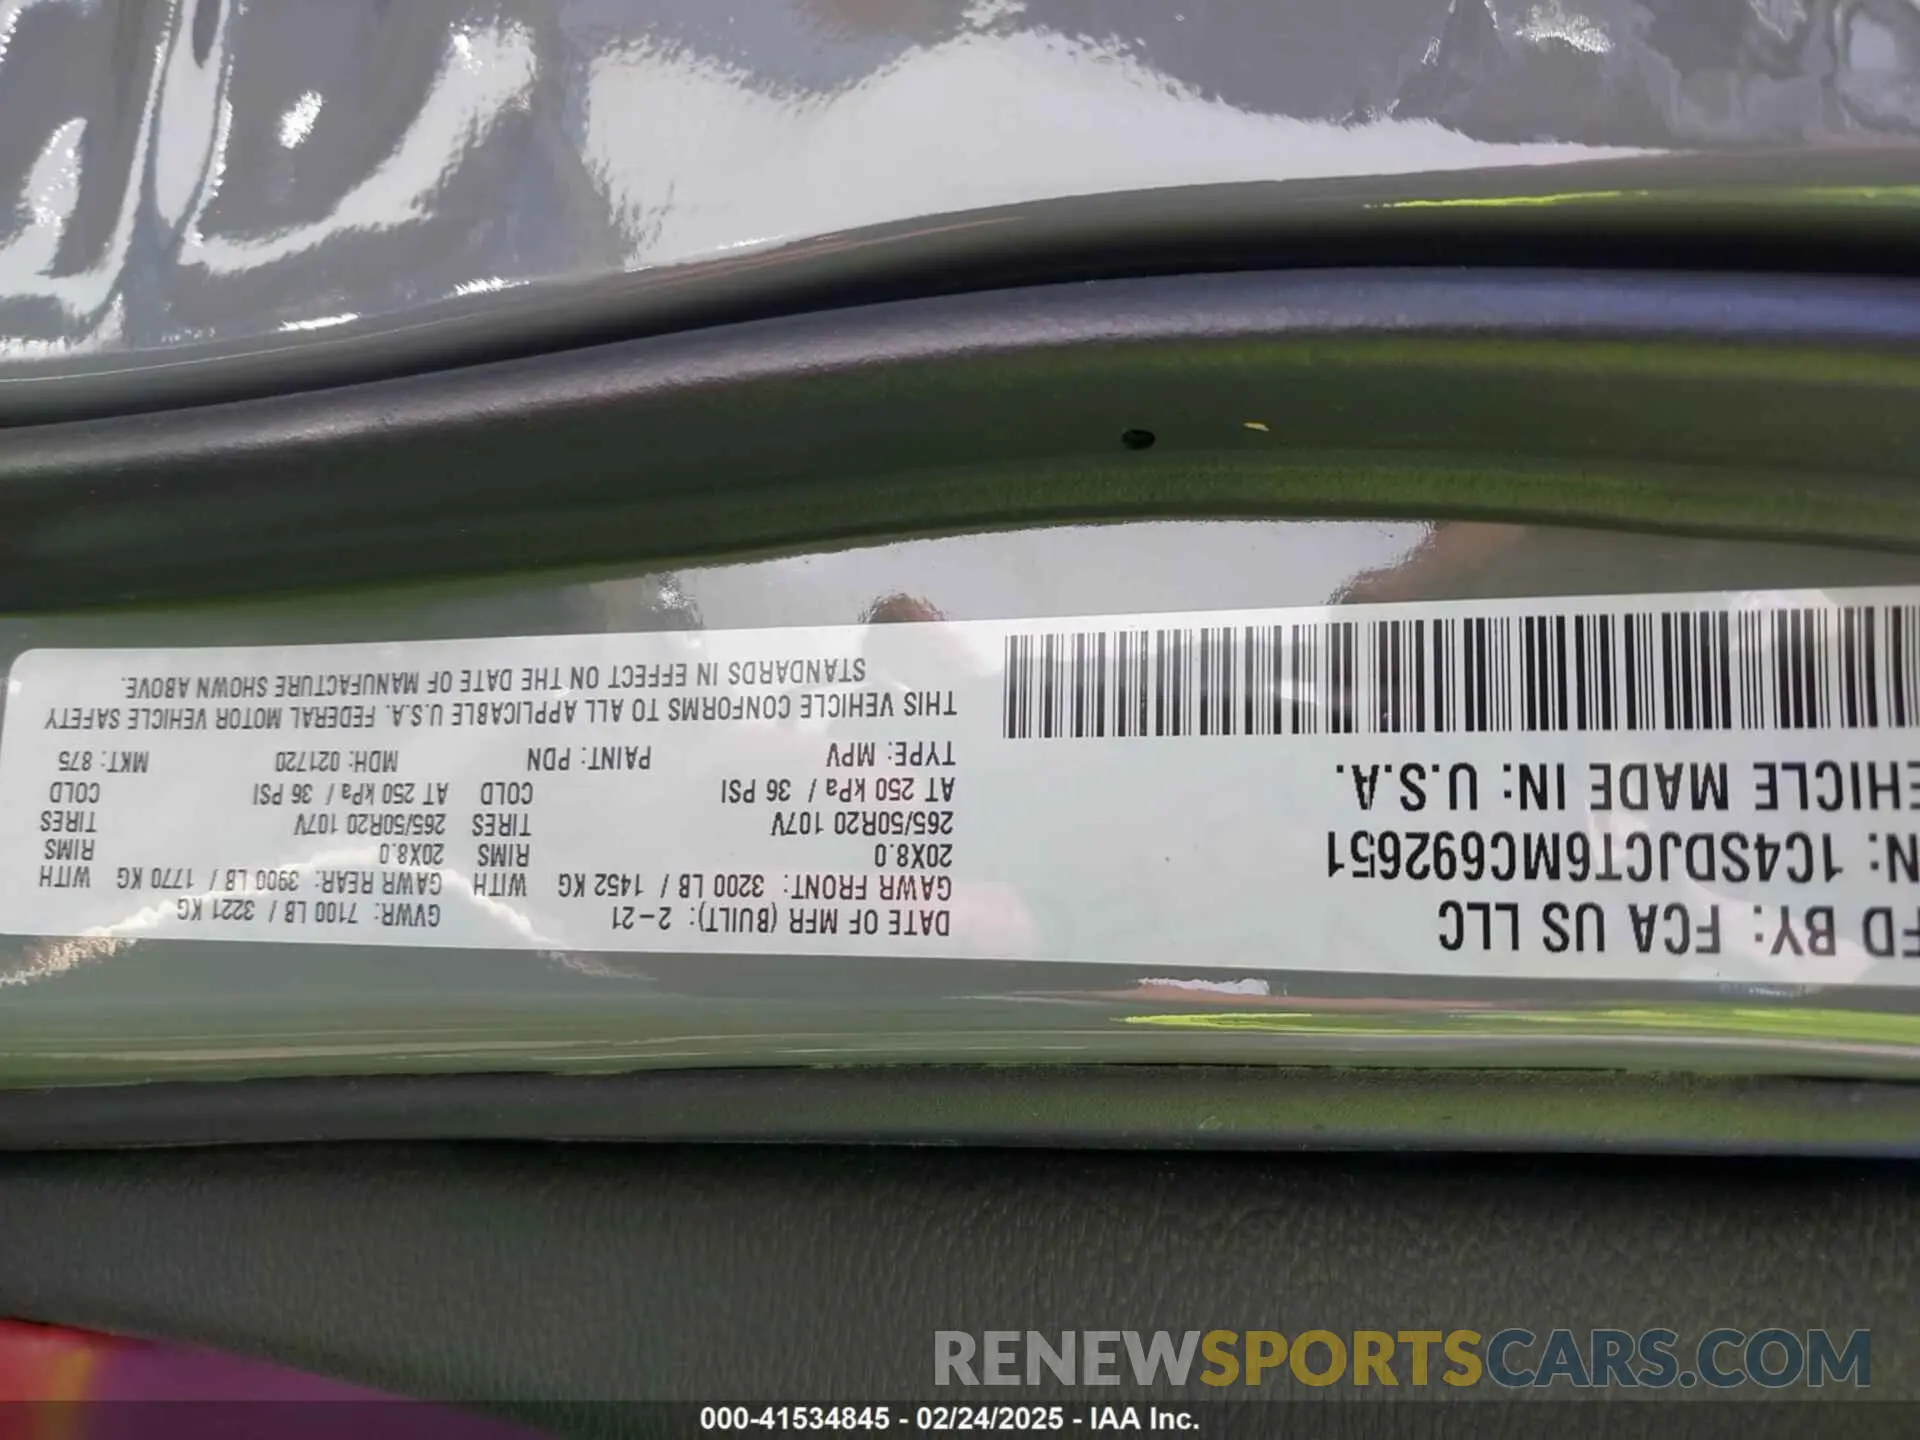 FD BY: FCA US LLC
N: 1C4SDJCT6MC692651
EHICLE MADE IN: U.S.A.
DATE OF MFR (BUILT): 2-21 GVWR: 7100 LB / 3221 KG
GAWR FRONT: 3200 LB / 1452 KG WITH GAWR REAR: 3900 LB / 1770 KG WITH
20X8.0 RIMS 20X8.0 RIMS
265/50R20 107V TIRES 265/50R20 107V TIRES
AT 250 kPa / 36 PSI COLD AT 250 kPa / 36 PSI COLD
TYPE: MPV PAINT: PDN MDH: 021720 MKT: 875
THIS VEHICLE CONFORMS TO ALL APPLICABLE U.S.A. FEDERAL MOTOR VEHICLE SAFETY
STANDARDS IN EFFECT ON THE DATE OF MANUFACTURE SHOWN ABOVE.
RENEWSPORTSCARS.COM
000-41534845 - 02/24/2025 - IAA Inc.